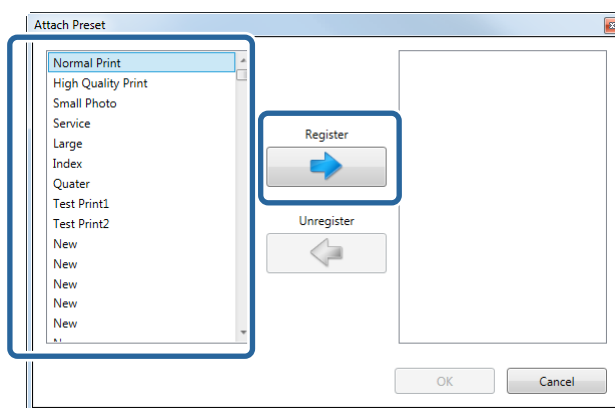 Attach Preset
Normal Print
High Quality Print
Small Photo
Service
Large
Index
Quater
Test Print1
Test Print2
New
New
New
New
New
Register
Unregister
OK
Cancel